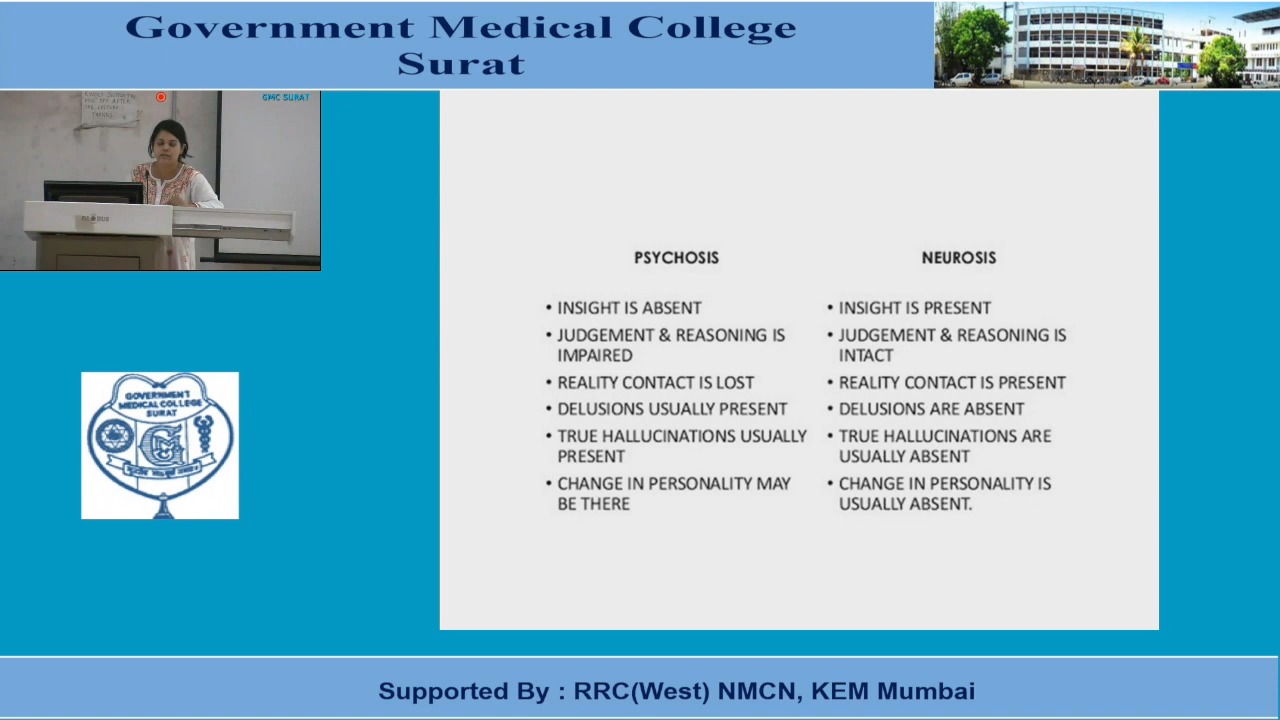 Government Medical College
Surat
GMC SURAT
THANKS
PSYCHOSIS
• INSIGHT IS ABSENT
• JUDGEMENT & REASONING IS
IMPAIRED
• REALITY CONTACT IS LOST
• DELUSIONS USUALLY PRESENT
• TRUE HALLUCINATIONS USUALLY
PRESENT
• CHANGE IN PERSONALITY MAY
BE THERE
NEUROSIS
• INSIGHT IS PRESENT
• JUDGEMENT & REASONING IS
INTACT
• REALITY CONTACT IS PRESENT
• DELUSIONS ARE ABSENT
• TRUE HALLUCINATIONS ARE
USUALLY ABSENT
• CHANGE IN PERSONALITY IS
USUALLY ABSENT.
GOVERNMENT
MEDICAL COLLEGE
SURAT
Supported By : RRC(West) NMCN, KEM Mumbai